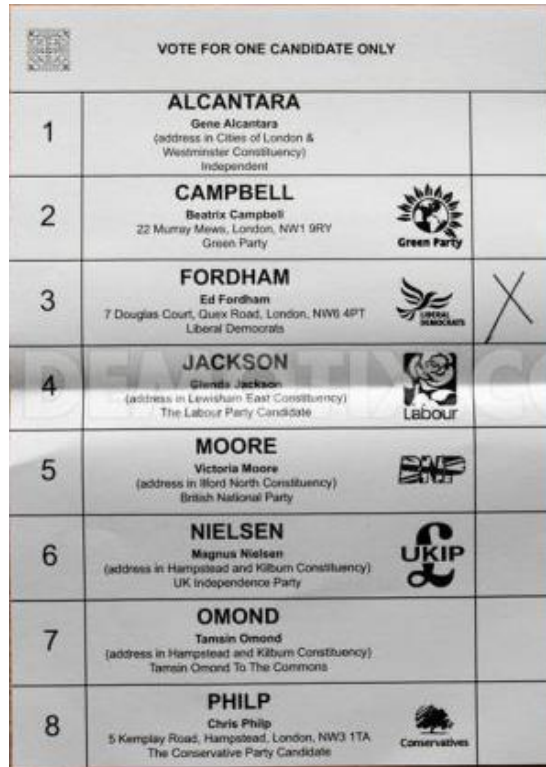 VOTE FOR ONE CANDIDATE ONLY
1
ALCANTARA
Gene Alcantara
(address in Cities of London &
Westminster Constituency)
Independent
2
CAMPBELL
Beatrix Campbell
22 Murray Mews, London, NW1 9RY
Green Party
Green Party
3
FORDHAM
Ed Fordham
7 Douglas Court, Quex Road, London, NW6 4PT
Liberal Democrats
LIBERAL
DEMOCRATS
X
4
JACKSON
Glenda Jackson
(address in Lewisham East Constituency)
The Labour Party Candidate
Labour
5
MOORE
Victoria Moore
(address in Ilford North Constituency)
British National Party
BNP
6
NIELSEN
Magnus Nielsen
(address in Hampstead and Kilburn Constituency)
UK Independence Party
UKIP
£
7
OMOND
Tamsin Omond
(address in Hampstead and Kilburn Constituency)
Tamsin Omond To The Commons
8
PHILP
Chris Philp
5 Kemplay Road, Hampstead, London, NW3 1TA
The Conservative Party Candidate
Conservatives